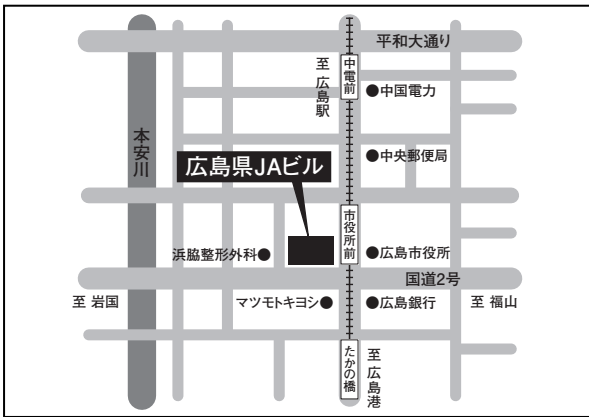 平和大通り
至 広島駅
中電前
●中国電力
本安川
●中央郵便局
広島県JAビル
市役所前
浜脇整形外科●
●広島市役所
国道2号
至 岩国
マツモトキヨシ●
●広島銀行
至 福山
たかの橋
至 広島港